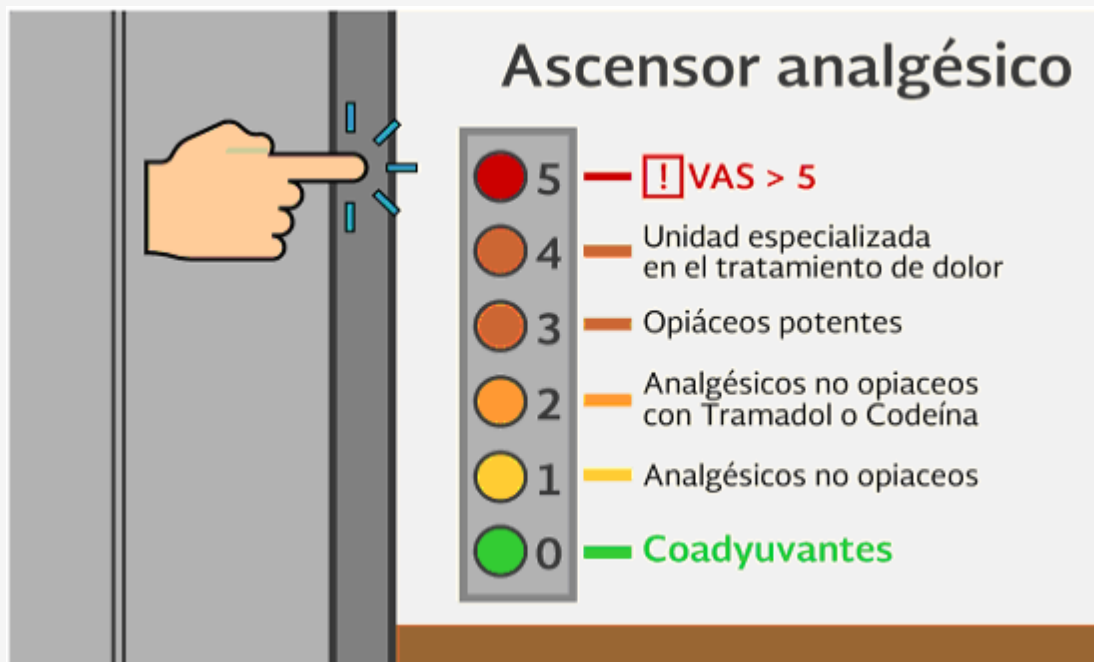 Ascensor analgésico
5 ! VAS > 5
4 Unidad especializada
en el tratamiento de dolor
3 Opiáceos potentes
2 Analgésicos no opiaceos
con Tramadol o Codeína
1 Analgésicos no opiaceos
0 Coadyuvantes